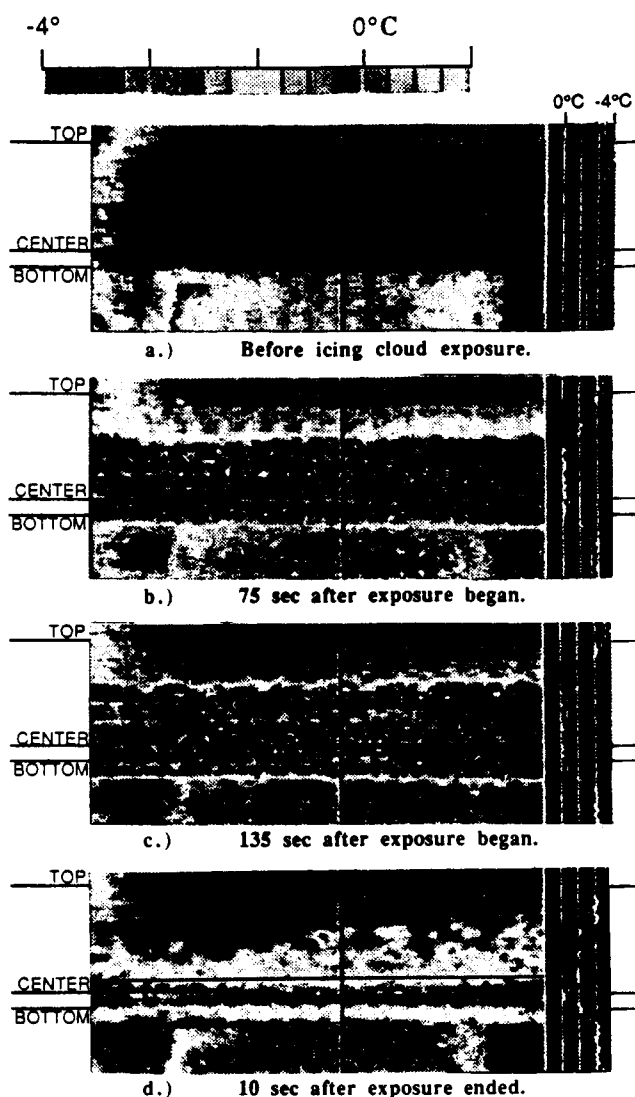 -4° 0°C
0°C -4°C
TOP
CENTER
BOTTOM
a.) Before icing cloud exposure.
TOP
CENTER
BOTTOM
b.) 75 sec after exposure began.
TOP
CENTER
BOTTOM
c.) 135 sec after exposure began.
TOP
CENTER
BOTTOM
d.) 10 sec after exposure ended.